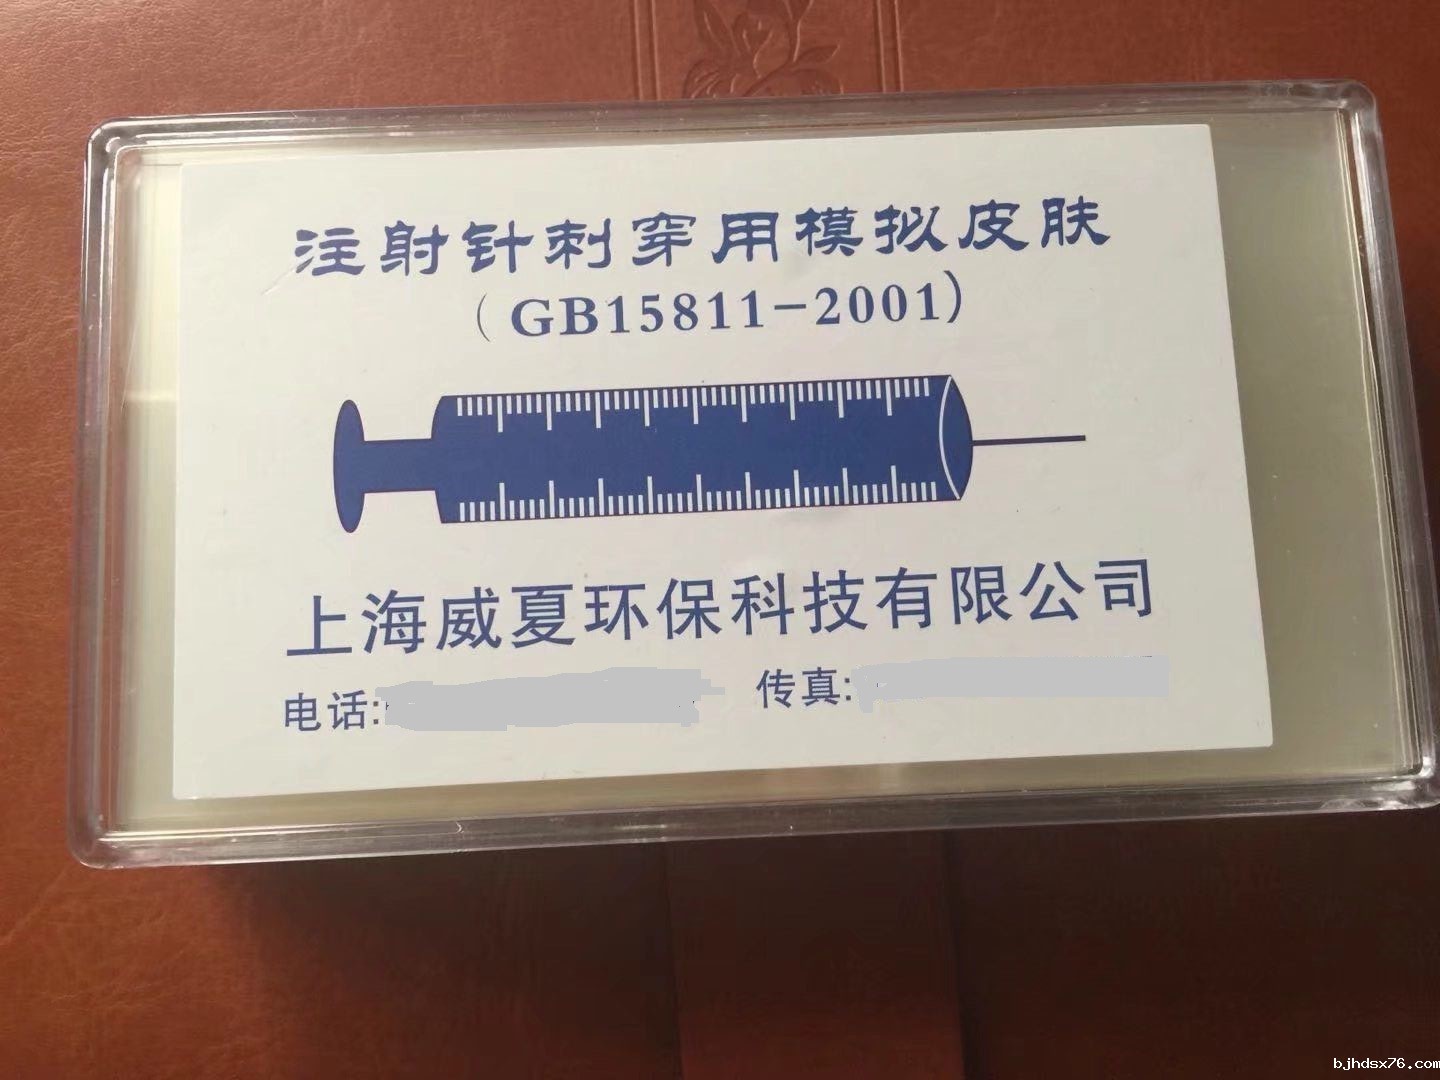 注射针刺穿用模拟皮肤
(GB15811-2001)
上海威夏环保科技有限公司
电话: 传真:
bjhdsx76.com